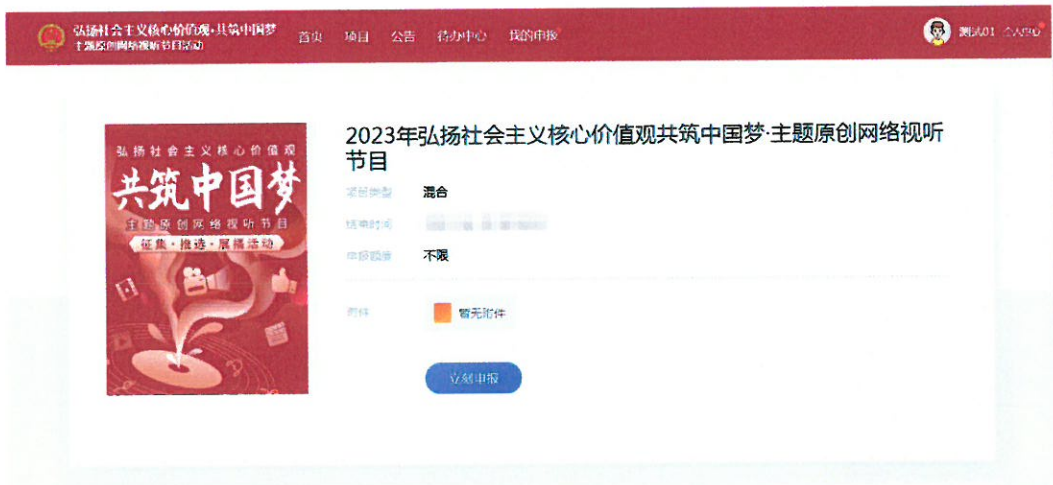 弘扬社会主义核心价值观·共筑中国梦
主题原创网络视听节目活动
首页 项目 公告 待办中心 我的申报
测试01 个人中心
弘扬社会主义核心价值观
共筑中国梦
主题原创网络视听节目
征集·推选·展播活动
2023年弘扬社会主义核心价值观共筑中国梦·主题原创网络视听
节目
项目类型 混合
结束时间
申报额度 不限
附件 暂无附件
立刻申报